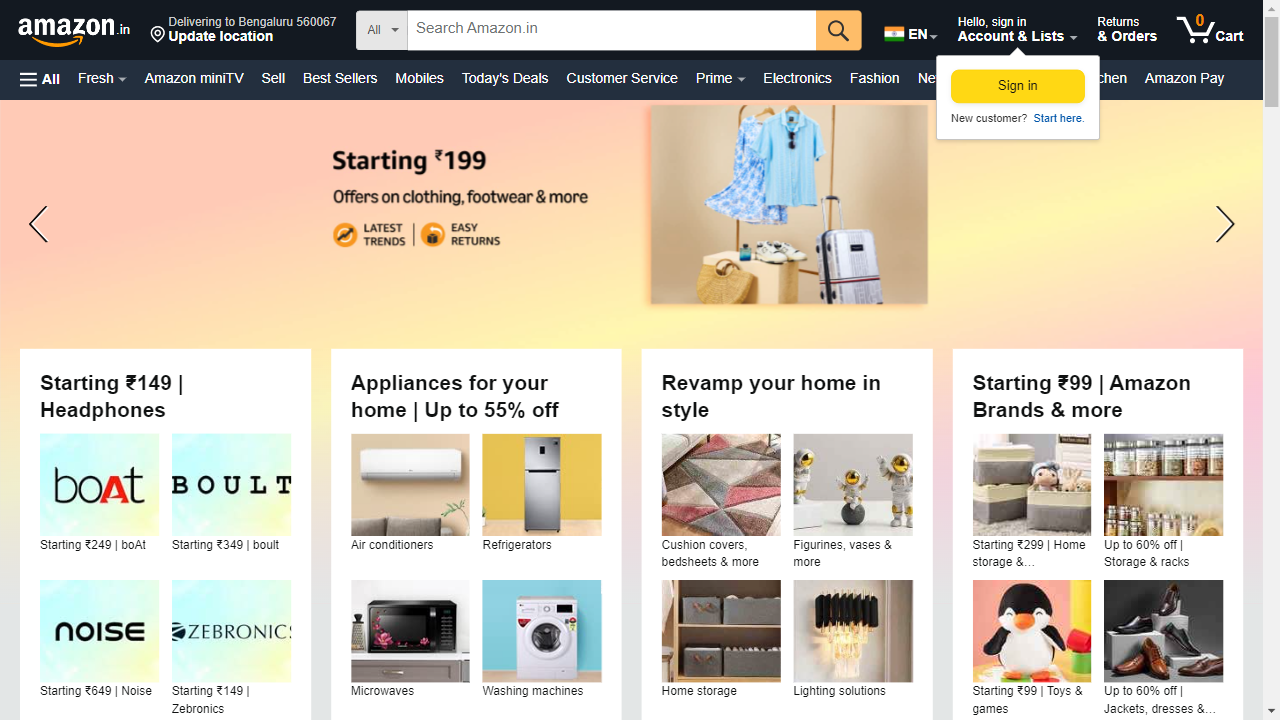 amazon.in
Delivering to Bengaluru 560067
Update location
All
Search Amazon.in
EN
Hello, sign in
Account & Lists
Returns
& Orders
0
Cart
All
Fresh
Amazon miniTV
Sell
Best Sellers
Mobiles
Today's Deals
Customer Service
Prime
Electronics
Fashion
Amazon Pay
Sign in
New customer? Start here.
Starting ₹199
Offers on clothing, footwear & more
LATEST
TRENDS
EASY
RETURNS
Starting ₹149 |
Headphones
boAt
BOULT
Starting ₹249 | boAt
Starting ₹349 | boult
noise
ZEBRONICS
Starting ₹649 | Noise
Starting ₹149 |
Zebronics
Appliances for your
home | Up to 55% off
Air conditioners
Refrigerators
Microwaves
Washing machines
Revamp your home in
style
Cushion covers,
bedsheets & more
Figurines, vases &
more
Home storage
Lighting solutions
Starting ₹99 | Amazon
Brands & more
Starting ₹299 | Home
storage &…
Up to 60% off |
Storage & racks
Starting ₹99 | Toys &
games
Up to 60% off |
Jackets, dresses &…